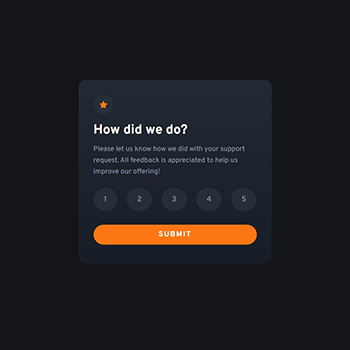 How did we do?
Please let us know how we did with your support
request. All feedback is appreciated to help us
improve our offering!
1 2 3 4 5
SUBMIT